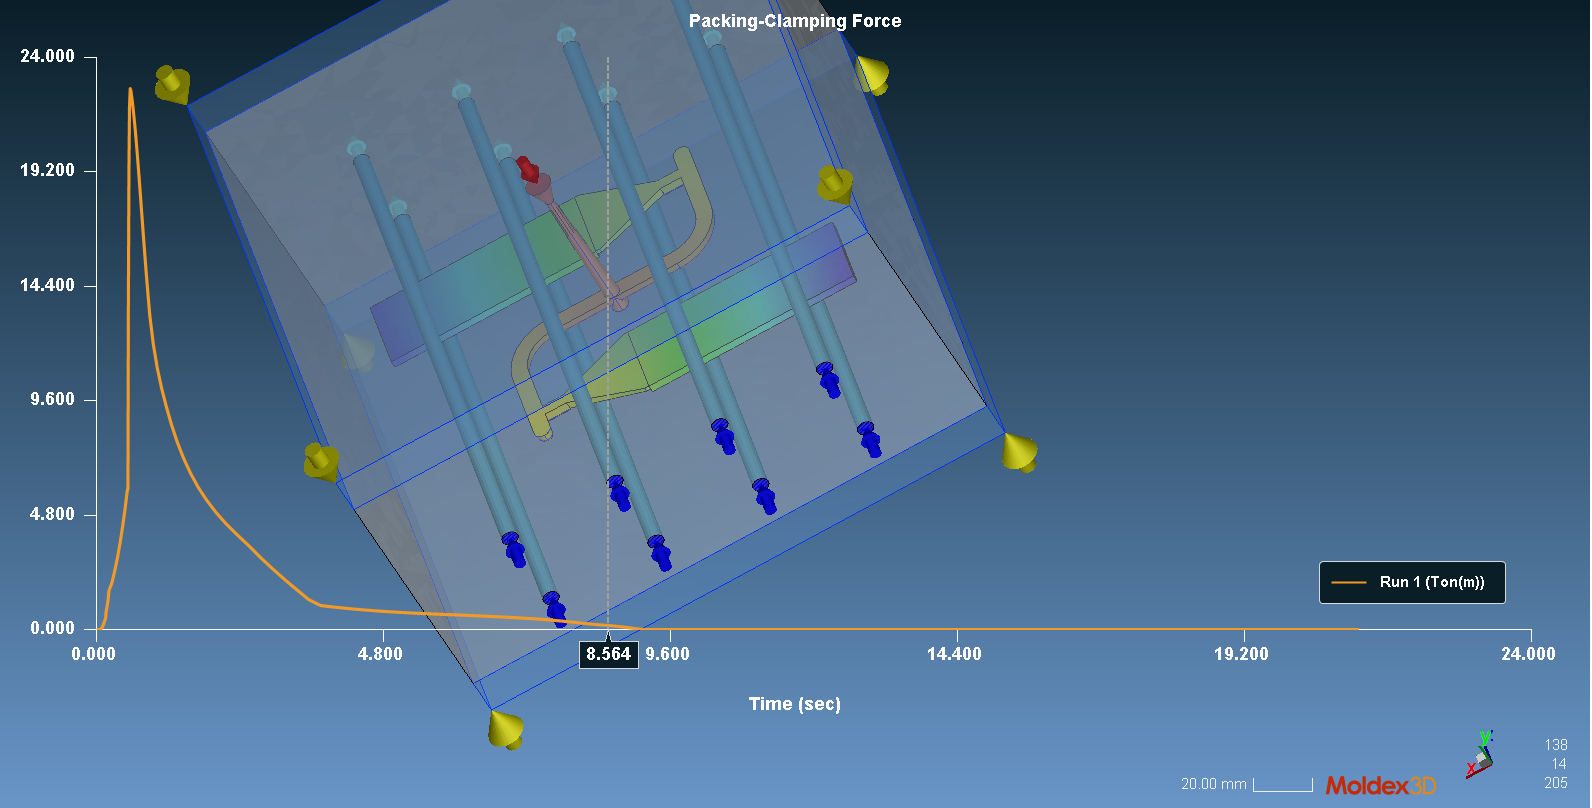 Packing-Clamping Force
24.000
19.200
14.400
9.600
4.800
0.000
Run 1 (Ton(m))
0.000 4.800 8.564 9.600 14.400 19.200 24.000
Time (sec)
Y
X
138
14
205
20.00 mm
Moldex3D